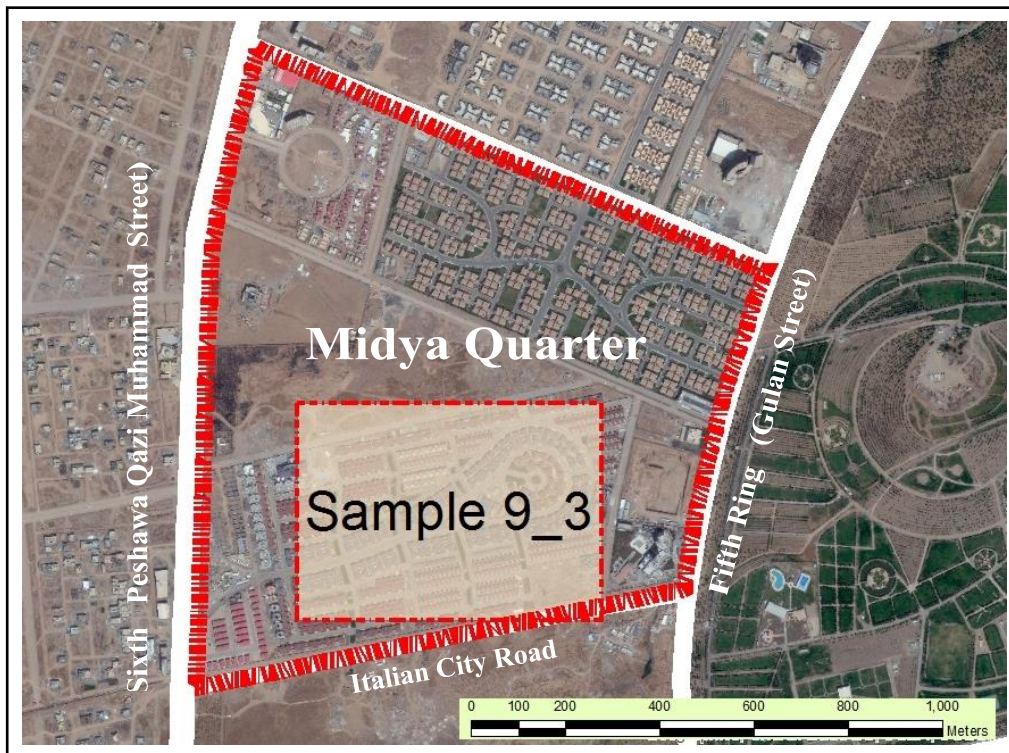 Midya Quarter
Sample 9_3
Sixth Peshawa Qazi Muhammad Street)
Fifth Ring (Gulan Street)
Italian City Road
0 100 200 400 600 800 1,000
Meters